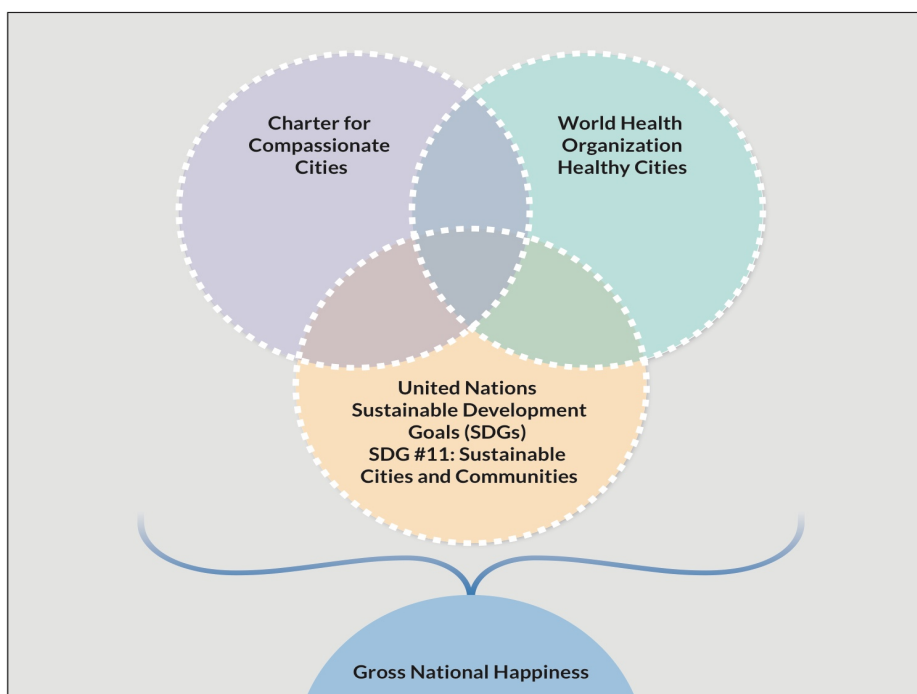 Charter for
Compassionate
Cities
World Health
Organization
Healthy Cities
United Nations
Sustainable Development
Goals (SDGs)
SDG #11: Sustainable
Cities and Communities
Gross National Happiness